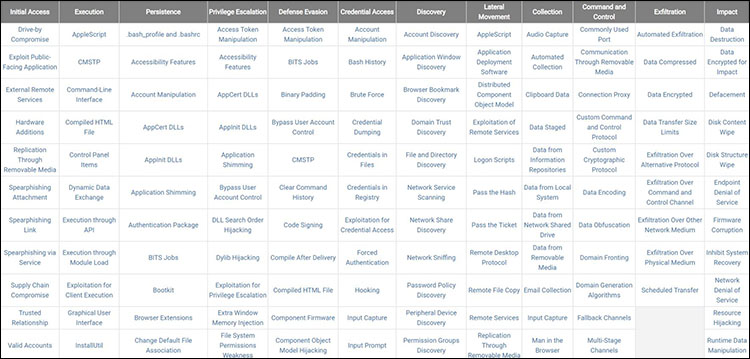 Initial Access Execution Persistence Privilege Escalation Defense Evasion Credential Access Discovery Lateral Movement Collection Command and Control Exfiltration Impact
Drive-by Compromise AppleScript .bash_profile and .bashrc Access Token Manipulation Access Token Manipulation Account Manipulation Account Discovery AppleScript Audio Capture Commonly Used Port Automated Exfiltration Data Destruction
Exploit Public-Facing Application CMSTP Accessibility Features Accessibility Features BITS Jobs Bash History Application Window Discovery Application Deployment Software Automated Collection Communication Through Removable Media Data Compressed Data Encrypted for Impact
External Remote Services Command-Line Interface Account Manipulation AppCert DLLs Binary Padding Brute Force Browser Bookmark Discovery Distributed Component Object Model Clipboard Data Connection Proxy Data Encrypted Defacement
Hardware Additions Compiled HTML File AppCert DLLs AppInit DLLs Bypass User Account Control Credential Dumping Domain Trust Discovery Exploitation of Remote Services Data Staged Custom Command and Control Protocol Data Transfer Size Limits Disk Content Wipe
Replication Through Removable Media Control Panel Items AppInit DLLs Application Shimming CMSTP Credentials in Files File and Directory Discovery Logon Scripts Data from Information Repositories Custom Cryptographic Protocol Exfiltration Over Alternative Protocol Disk Structure Wipe
Spearphishing Attachment Dynamic Data Exchange Application Shimming Bypass User Account Control Clear Command History Credentials in Registry Network Service Scanning Pass the Hash Data from Local System Data Encoding Exfiltration Over Command and Control Channel Endpoint Denial of Service
Spearphishing Link Execution through API Authentication Package DLL Search Order Hijacking Code Signing Exploitation for Credential Access Network Share Discovery Pass the Ticket Data from Network Shared Drive Data Obfuscation Exfiltration Over Other Network Medium Firmware Corruption
Spearphishing via Service Execution through Module Load BITS Jobs Dylib Hijacking Compile After Delivery Forced Authentication Network Sniffing Remote Desktop Protocol Data from Removable Media Domain Fronting Exfiltration Over Physical Medium Inhibit System Recovery
Supply Chain Compromise Exploitation for Client Execution Bootkit Exploitation for Privilege Escalation Compiled HTML File Hooking Password Policy Discovery Remote File Copy Email Collection Domain Generation Algorithms Scheduled Transfer Network Denial of Service
Trusted Relationship Graphical User Interface Browser Extensions Extra Window Memory Injection Component Firmware Input Capture Peripheral Device Discovery Remote Services Input Capture Fallback Channels Resource Hijacking
Valid Accounts InstallUtil Change Default File Association File System Permissions Weakness Component Object Model Hijacking Input Prompt Permission Groups Discovery Replication Through Removable Media Man in the Browser Multi-Stage Channels Runtime Data Manipulation